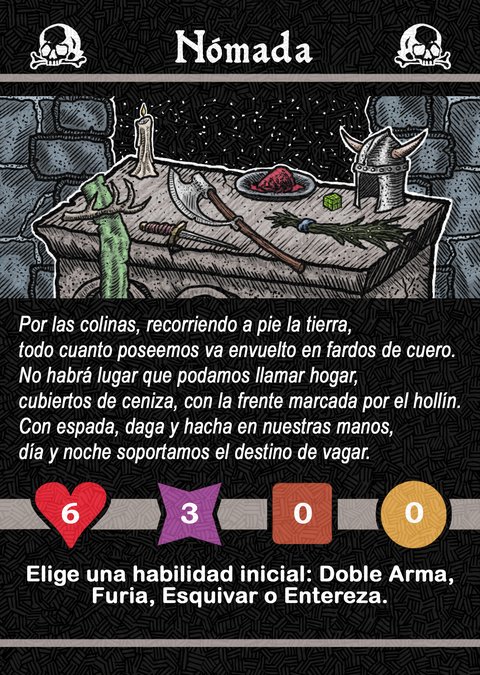 Nómada
Por las colinas, recorriendo a pie la tierra,
todo cuanto poseemos va envuelto en fardos de cuero.
No habrá lugar que podamos llamar hogar,
cubiertos de ceniza, con la frente marcada por el hollín.
Con espada, daga y hacha en nuestras manos,
día y noche soportamos el destino de vagar.
6 3 0 0
Elige una habilidad inicial: Doble Arma,
Furia, Esquivar o Entereza.